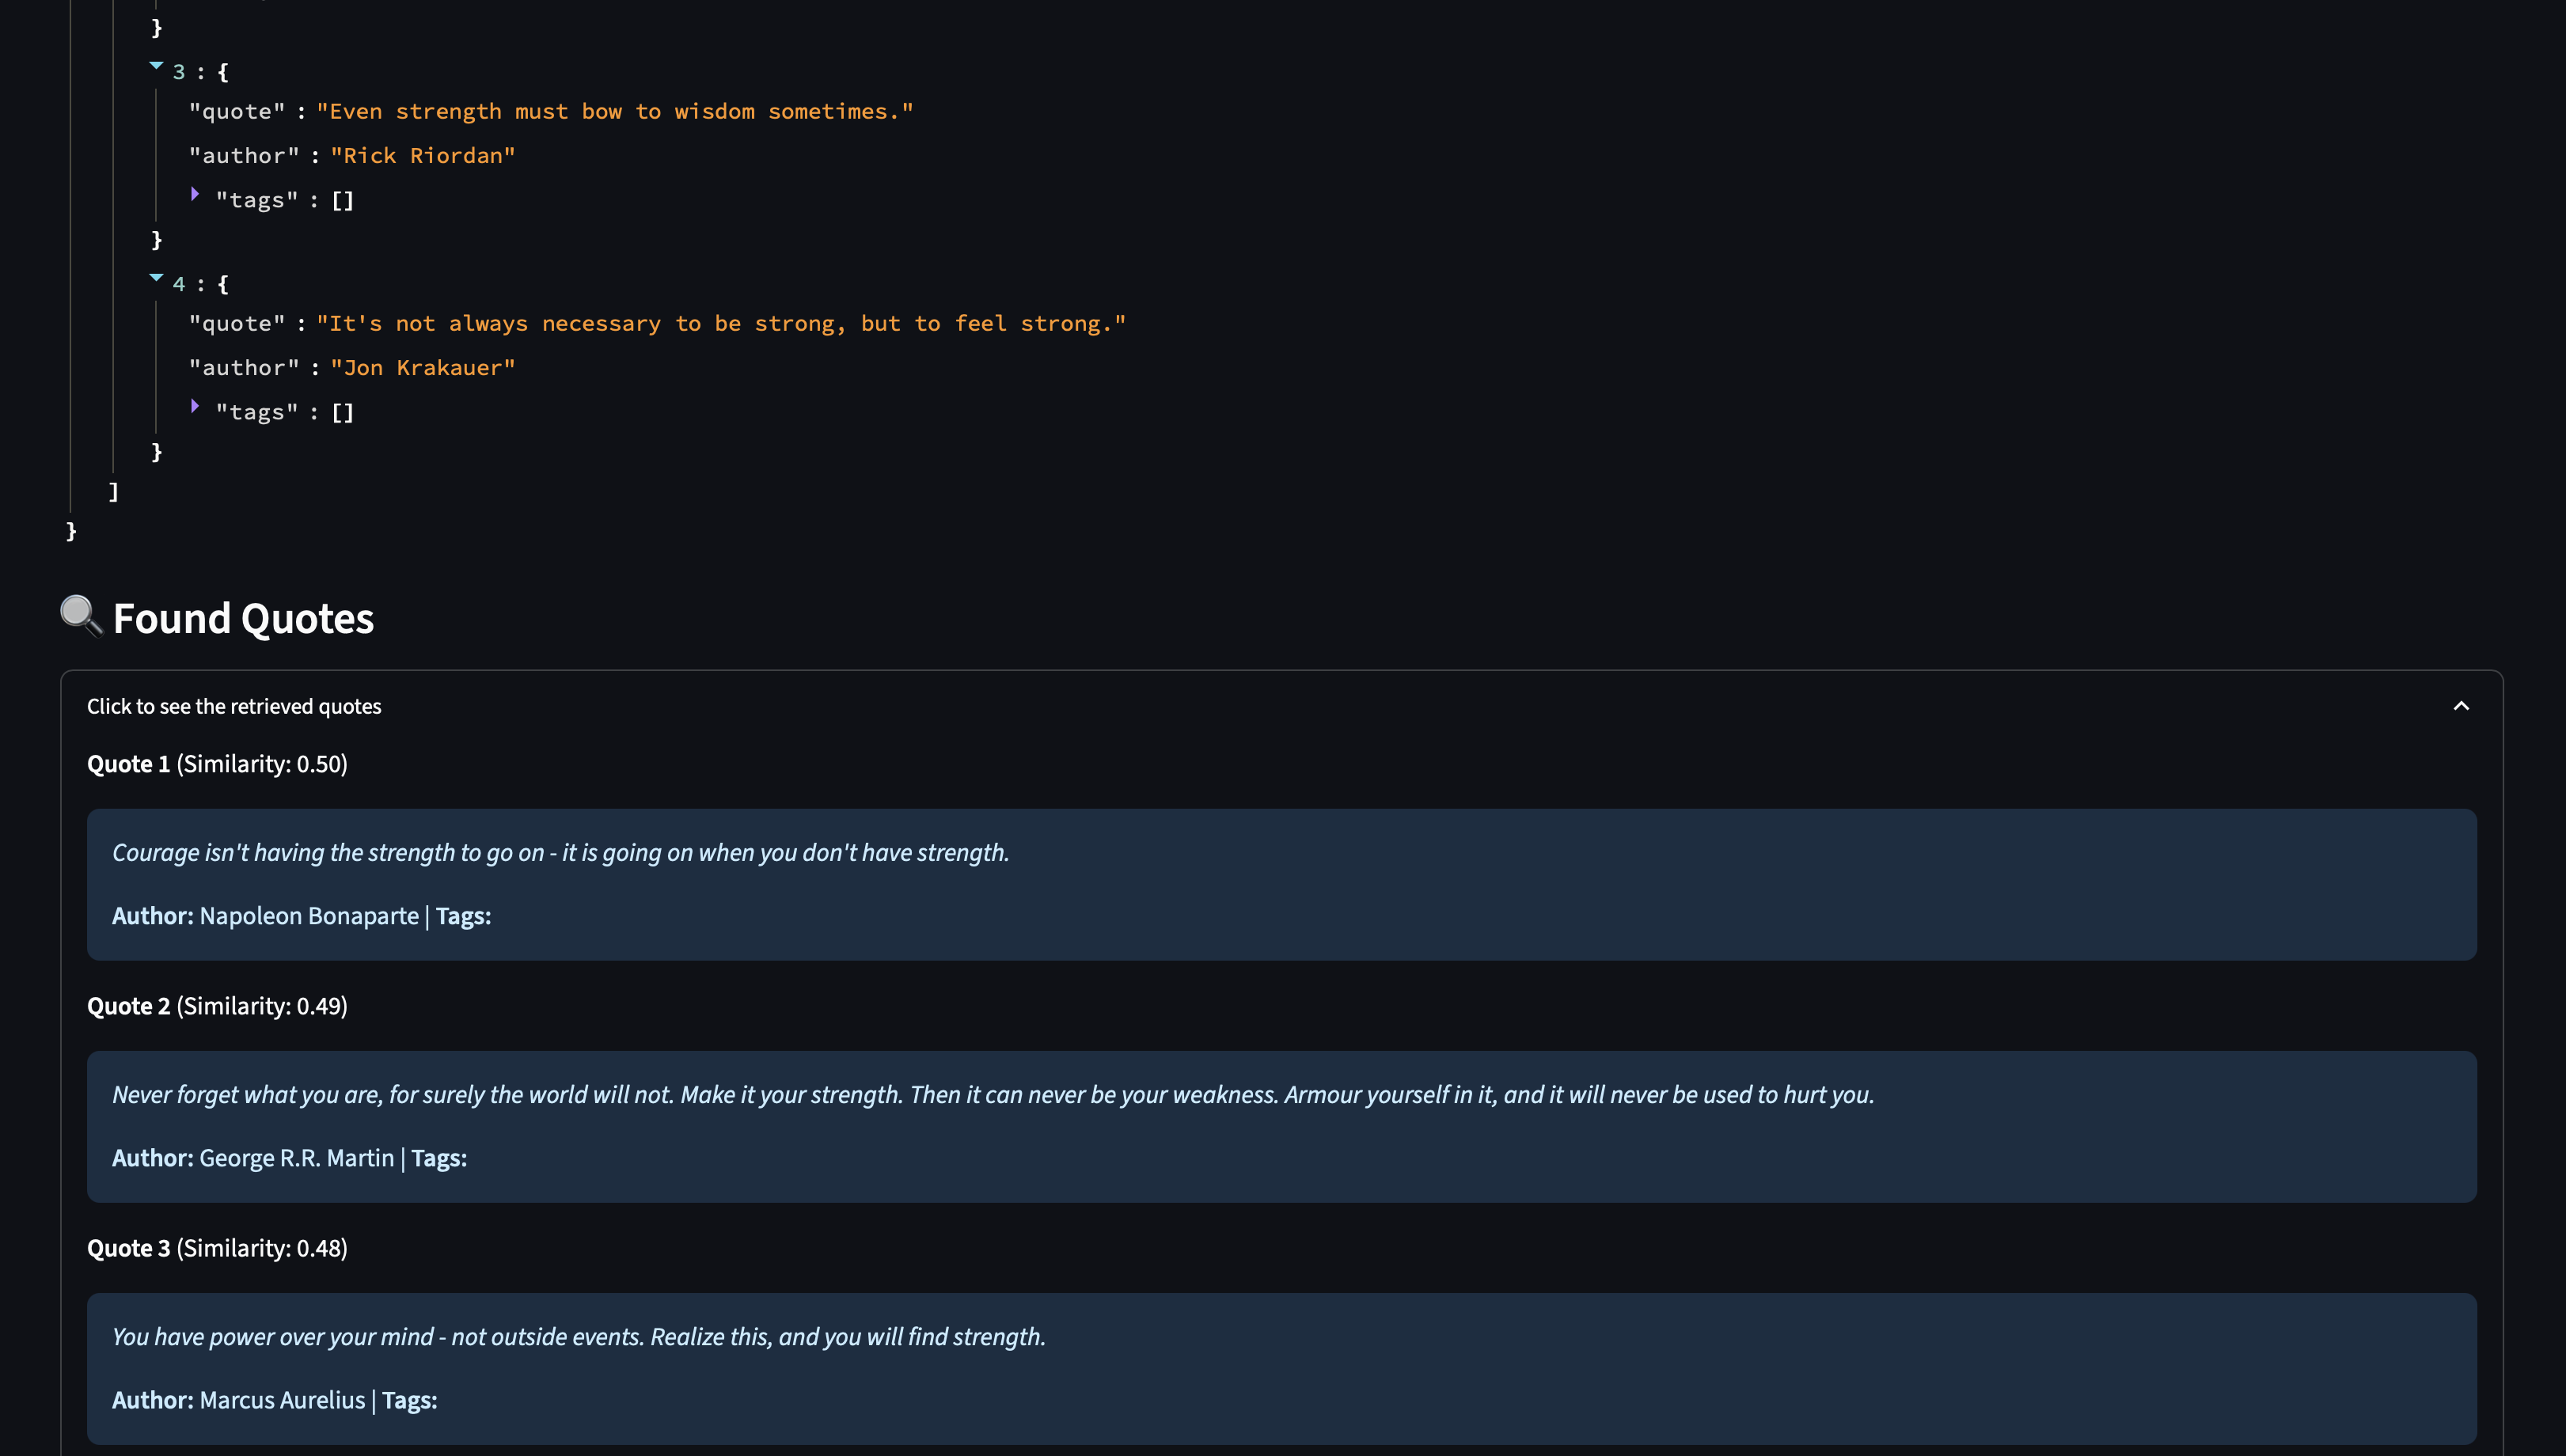 }
3 : {
"quote" : "Even strength must bow to wisdom sometimes."
"author" : "Rick Riordan"
"tags" : []
}
4 : {
"quote" : "It's not always necessary to be strong, but to feel strong."
"author" : "Jon Krakauer"
"tags" : []
}
]
}
Found Quotes
Click to see the retrieved quotes
Quote 1 (Similarity: 0.50)
Courage isn't having the strength to go on - it is going on when you don't have strength.
Author: Napoleon Bonaparte | Tags:
Quote 2 (Similarity: 0.49)
Never forget what you are, for surely the world will not. Make it your strength. Then it can never be your weakness. Armour yourself in it, and it will never be used to hurt you.
Author: George R.R. Martin | Tags:
Quote 3 (Similarity: 0.48)
You have power over your mind - not outside events. Realize this, and you will find strength.
Author: Marcus Aurelius | Tags: